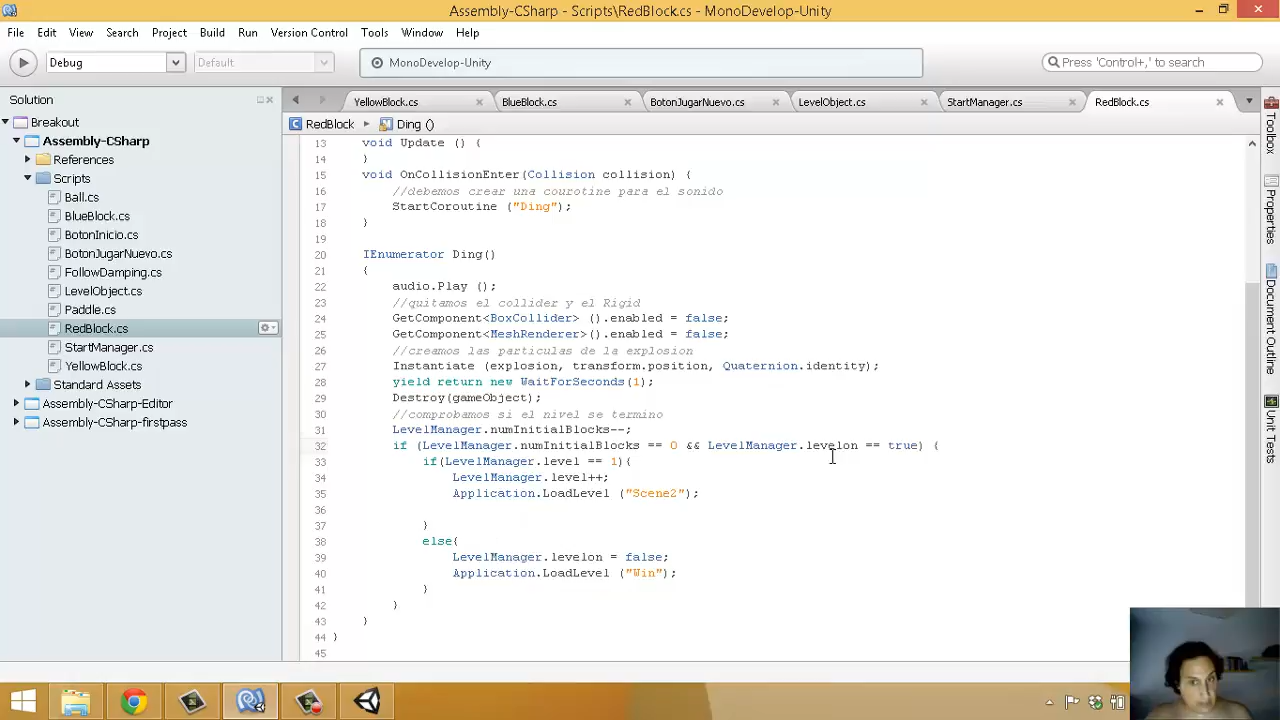 Assembly-CSharp - Scripts\RedBlock.cs - MonoDevelop-Unity
File Edit View Search Project Build Run Version Control Tools Window Help
Debug
Default
MonoDevelop-Unity
Press 'Control+,' to search
Solution
YellowBlock.cs
BlueBlock.cs
BotonJugarNuevo.cs
LevelObject.cs
StartManager.cs
RedBlock.cs
RedBlock
Ding ()
Breakout
Assembly-CSharp
References
Scripts
Ball.cs
BlueBlock.cs
BotonInicio.cs
BotonJugarNuevo.cs
FollowDamping.cs
LevelObject.cs
Paddle.cs
RedBlock.cs
StartManager.cs
YellowBlock.cs
Standard Assets
Assembly-CSharp-Editor
Assembly-CSharp-firstpass
13 void Update () {
14 }
15 void OnCollisionEnter(Collision collision) {
16 //debemos crear una courotine para el sonido
17 StartCoroutine ("Ding");
18 }
19
20 IEnumerator Ding()
21 {
22 audio.Play ();
23 //quitamos el collider y el Rigid
24 GetComponent<BoxCollider> ().enabled = false;
25 GetComponent<MeshRenderer>().enabled = false;
26 //creamos las particulas de la explosion
27 Instantiate (explosion, transform.position, Quaternion.identity);
28 yield return new WaitForSeconds(1);
29 Destroy(gameObject);
30 //comprobamos si el nivel se termino
31 LevelManager.numInitialBlocks--;
32 if (LevelManager.numInitialBlocks == 0 && LevelManager.levelon == true) {
33 if(LevelManager.level == 1){
34 LevelManager.level++;
35 Application.LoadLevel ("Scene2");
36
37 }
38 else{
39 LevelManager.levelon = false;
40 Application.LoadLevel ("Win");
41 }
42 }
43 }
44 }
45
Toolbox
Properties
Document Outline
Unit Tests